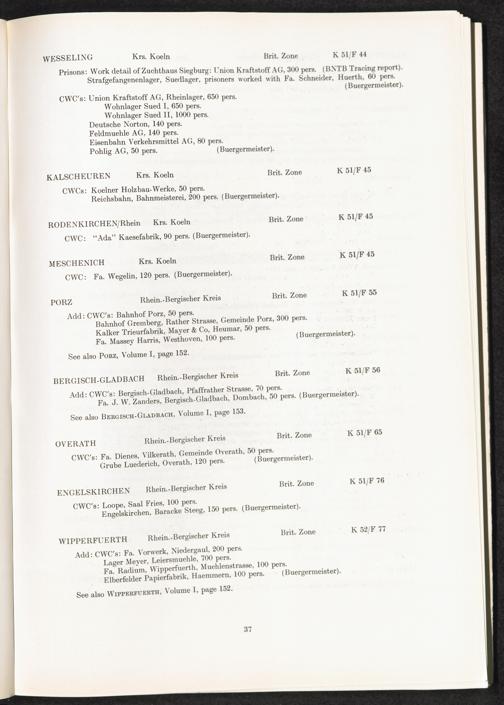 WESSELING Krs. Koeln Brit. Zone K 51/F 44
Prisons: Work detail of Zuchthaus Siegburg: Union Kraftstoff AG, 300 pers. (BNTB Tracing report).
Strafgefangenenlager, Suedlager, prisoners worked with Fa. Schneider, Huerth, 60 pers.
(Buergermeister).
CWC's: Union Kraftstoff AG, Rheinlager, 650 pers.
Wohnlager Sued I, 650 pers.
Wohnlager Sued II, 1000 pers.
Deutsche Norton, 140 pers.
Feldmuehle AG, 140 pers.
Eisenbahn Verkehrsmittel AG, 80 pers.
Pohlig AG, 50 pers. (Buergermeister).
KALSCHEUREN Krs. Koeln Brit. Zone K 51/F 45
CWCs: Koelner Holzbau-Werke, 50 pers.
Reichsbahn, Bahnmeisterei, 200 pers. (Buergermeister).
RODENKIRCHEN/Rhein Krs. Koeln Brit. Zone K 51/F 45
CWC: "Ada" Kaesefabrik, 90 pers. (Buergermeister).
MESCHENICH Krs. Koeln Brit. Zone K 51/F 45
CWC: Fa. Wegelin, 120 pers. (Buergermeister).
PORZ Rhein.-Bergischer Kreis Brit. Zone K 51/F 55
Add: CWC's: Bahnhof Porz, 50 pers.
Bahnhof Gremberg, Rather Strasse, Gemeinde Porz, 300 pers.
Kalker Trieurfabrik, Mayer & Co, Heumar, 50 pers.
Fa. Massey Harris, Westhoven, 100 pers. (Buergermeister).
See also PORZ, Volume I, page 152.
BERGISCH-GLADBACH Rhein.-Bergischer Kreis Brit. Zone K 51/F 56
Add: CWC's: Bergisch-Gladbach, Pfaffrather Strasse, 70 pers.
Fa. J. W. Zanders, Bergisch-Gladbach, Dombach, 50 pers. (Buergermeister).
See also BERGISCH-GLADBACH, Volume I, page 153.
OVERATH Rhein.-Bergischer Kreis Brit. Zone K 51/F 65
CWC's: Fa. Dienes, Vilkerath, Gemeinde Overath, 50 pers.
Grube Luederich, Overath, 120 pers. (Buergermeister).
ENGELSKIRCHEN Rhein.-Bergischer Kreis Brit. Zone K 51/F 76
CWC's: Loope, Saal Fries, 100 pers.
Engelskirchen, Baracke Steeg, 150 pers. (Buergermeister).
WIPPERFUERTH Rhein.-Bergischer Kreis Brit. Zone K 52/F 77
Add: CWC's: Fa. Vorwerk, Niedergaul, 200 pers.
Lager Meyer, Leiersmuehle, 700 pers.
Fa. Radium, Wipperfuerth, Muehlenstrasse, 100 pers.
Elberfelder Papierfabrik, Haemmern, 100 pers. (Buergermeister).
See also WIPPERFUERTH, Volume I, page 152.
37